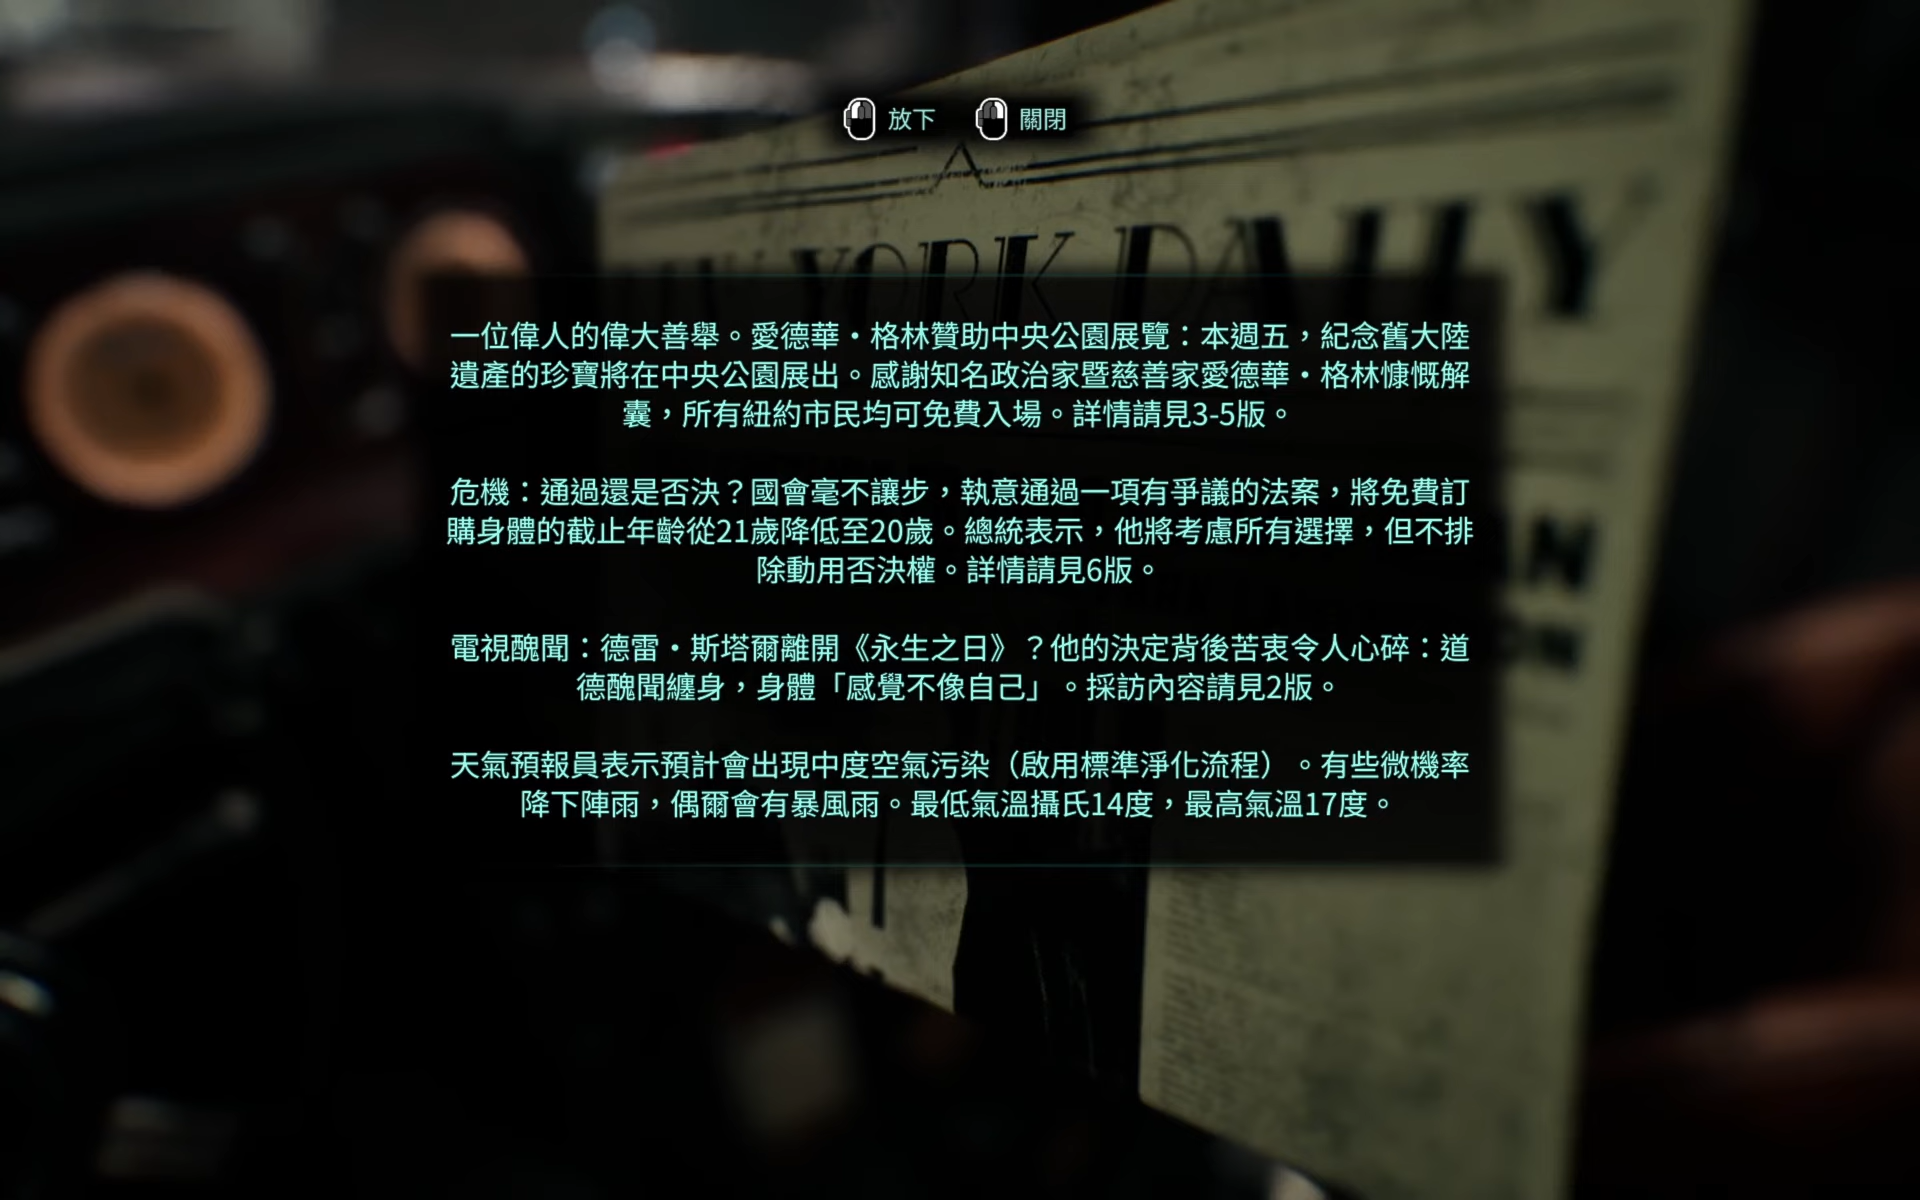 放下 關閉
YORK DAILY
一位偉人的偉大善舉。愛德華・格林贊助中央公園展覽：本週五，紀念舊大陸
遺產的珍寶將在中央公園展出。感謝知名政治家暨慈善家愛德華・格林慷慨解
囊，所有紐約市民均可免費入場。詳情請見3-5版。
危機：通過還是否決？國會毫不讓步，執意通過一項有爭議的法案，將免費訂
購身體的截止年齡從21歲降低至20歲。總統表示，他將考慮所有選擇，但不排
除動用否決權。詳情請見6版。
電視醜聞：德雷・斯塔爾離開《永生之日》？他的決定背後苦衷令人心碎：道
德醜聞纏身，身體「感覺不像自己」。採訪內容請見2版。
天氣預報員表示預計會出現中度空氣污染（啟用標準淨化流程）。有些微機率
降下陣雨，偶爾會有暴風雨。最低氣溫攝氏14度，最高氣溫17度。